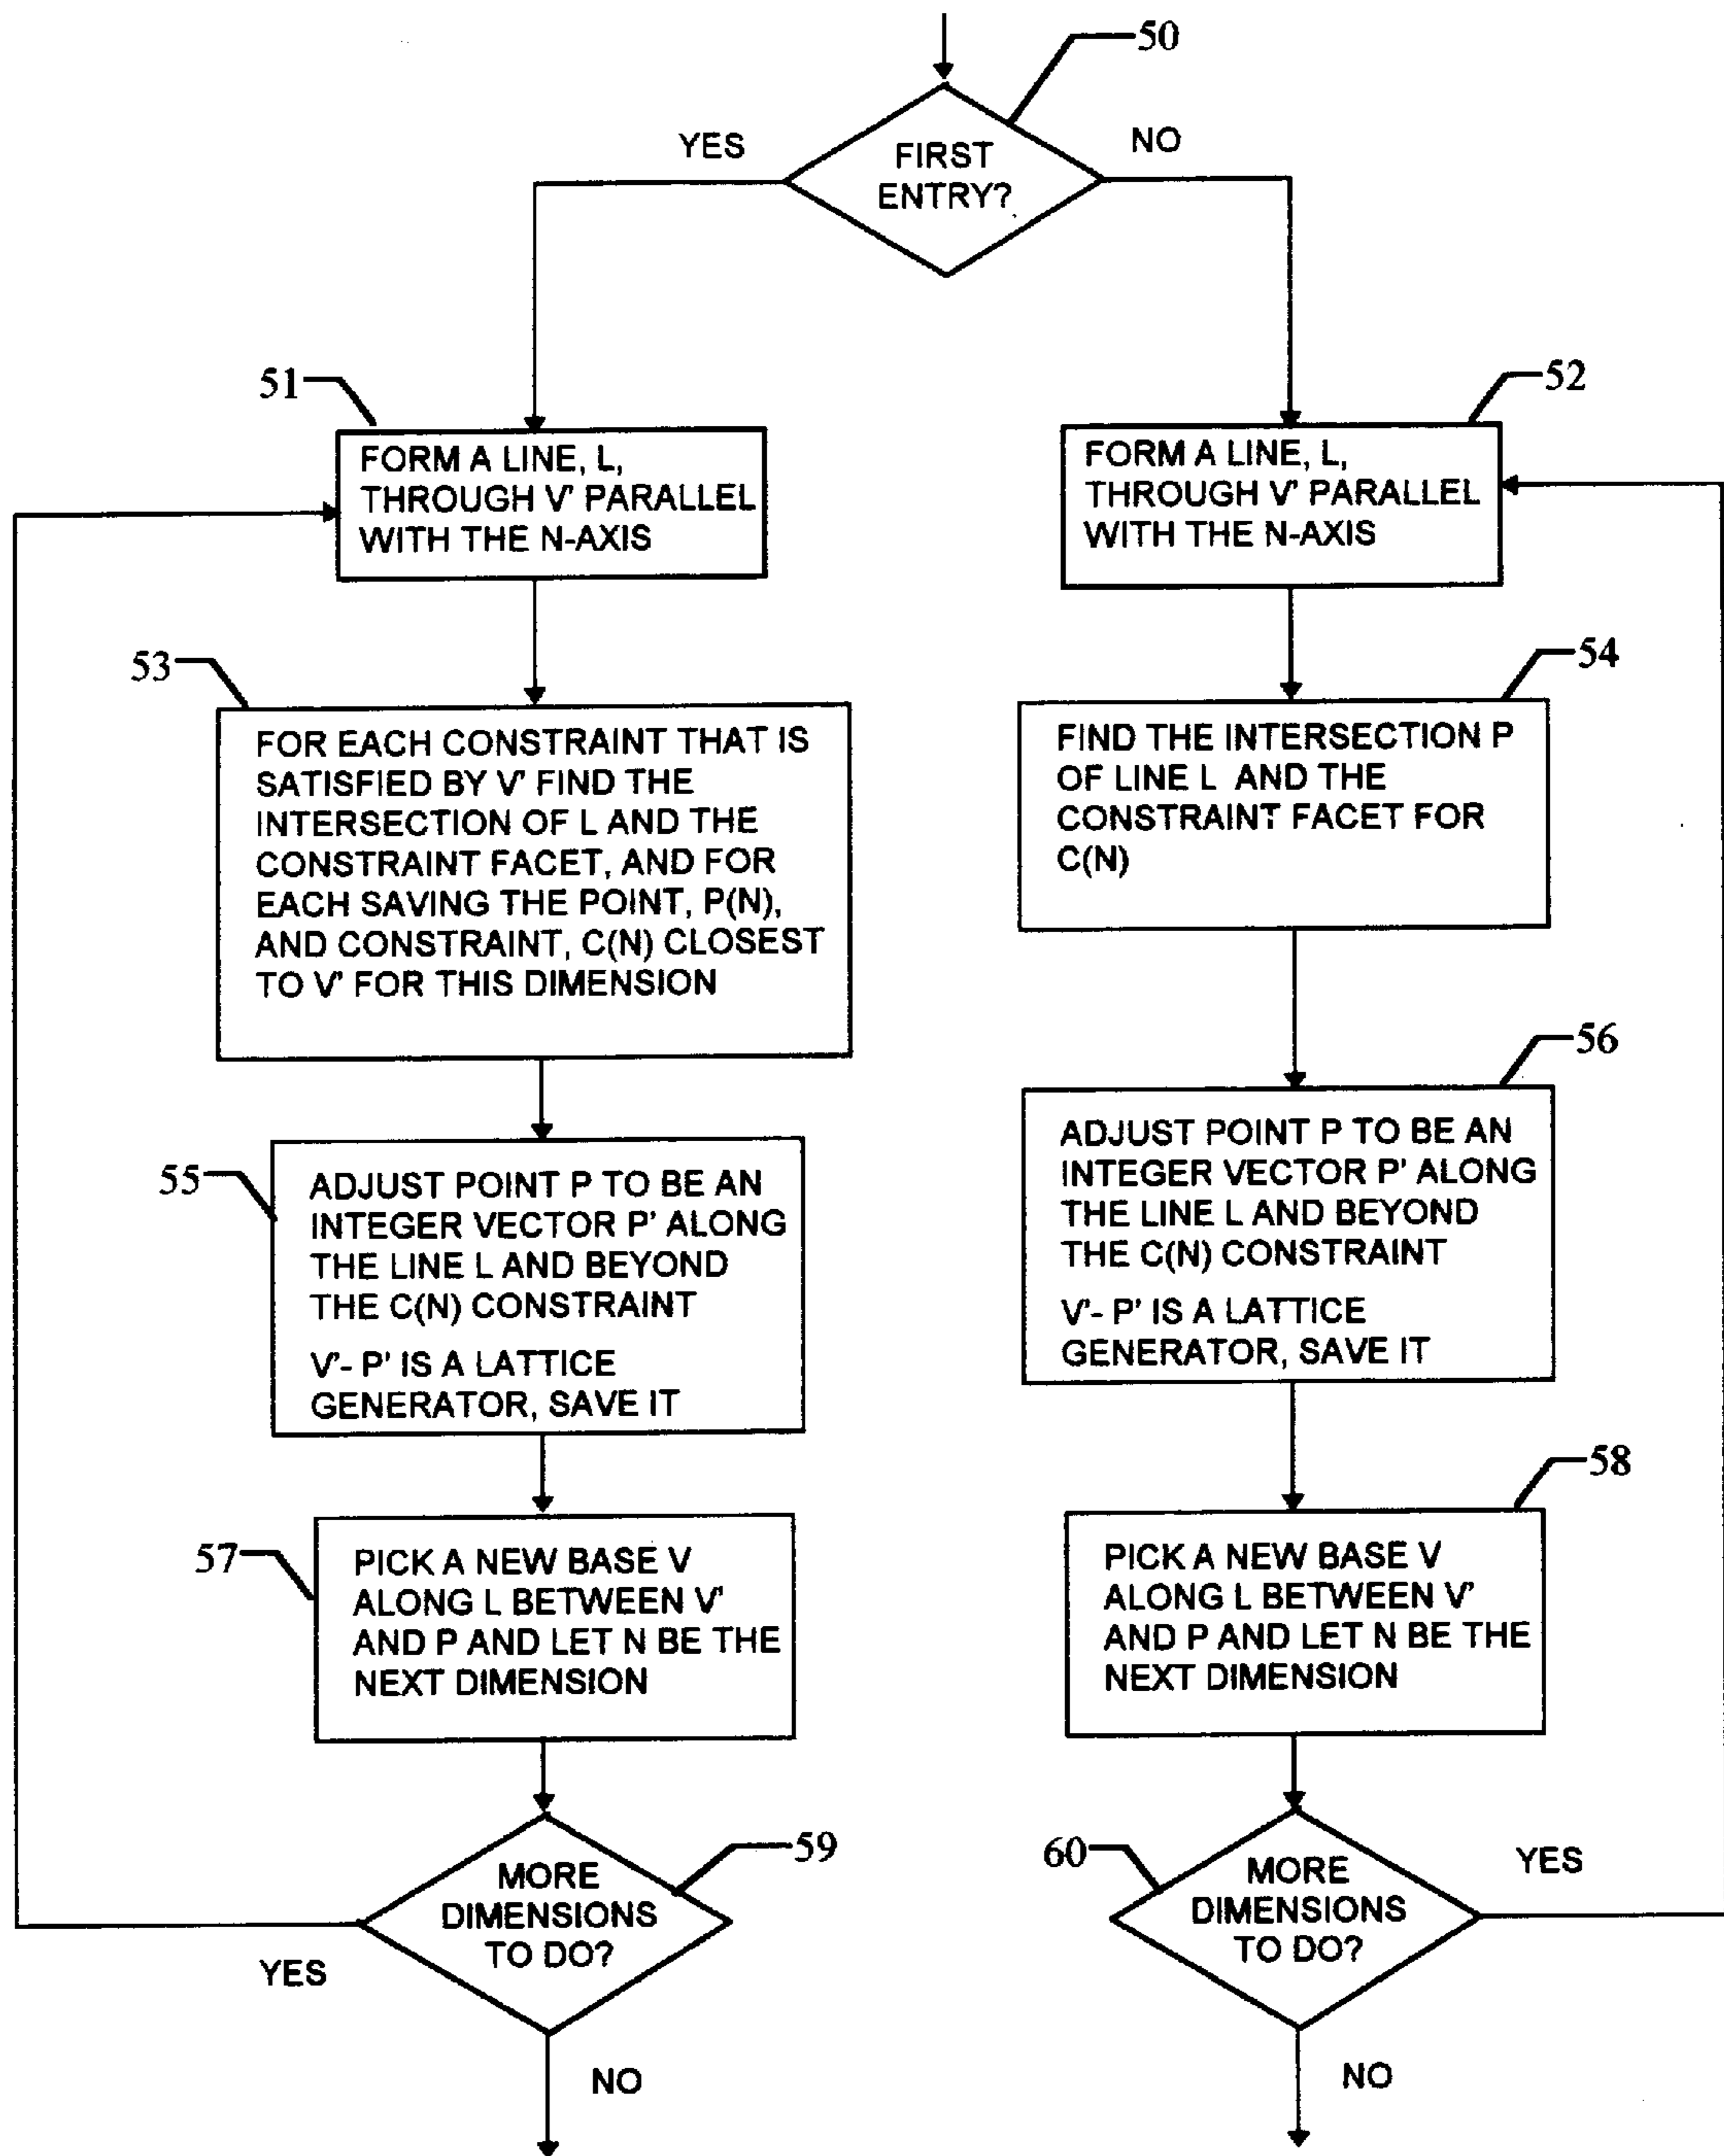 50
YES
NO
FIRST
ENTRY?
51
FORM A LINE, L,
THROUGH V' PARALLEL
WITH THE N-AXIS
52
FORM A LINE, L,
THROUGH V' PARALLEL
WITH THE N-AXIS
53
FOR EACH CONSTRAINT THAT IS
SATISFIED BY V' FIND THE
INTERSECTION OF L AND THE
CONSTRAINT FACET, AND FOR
EACH SAVING THE POINT, P(N),
AND CONSTRAINT, C(N) CLOSEST
TO V' FOR THIS DIMENSION
54
FIND THE INTERSECTION P
OF LINE L AND THE
CONSTRAINT FACET FOR
C(N)
55
ADJUST POINT P TO BE AN
INTEGER VECTOR P' ALONG
THE LINE L AND BEYOND
THE C(N) CONSTRAINT
V'- P' IS A LATTICE
GENERATOR, SAVE IT
56
ADJUST POINT P TO BE AN
INTEGER VECTOR P' ALONG
THE LINE L AND BEYOND
THE C(N) CONSTRAINT
V'- P' IS A LATTICE
GENERATOR, SAVE IT
57
PICK A NEW BASE V
ALONG L BETWEEN V'
AND P AND LET N BE THE
NEXT DIMENSION
58
PICK A NEW BASE V
ALONG L BETWEEN V'
AND P AND LET N BE THE
NEXT DIMENSION
59
MORE
DIMENSIONS
TO DO?
YES
NO
60
MORE
DIMENSIONS
TO DO?
YES
NO